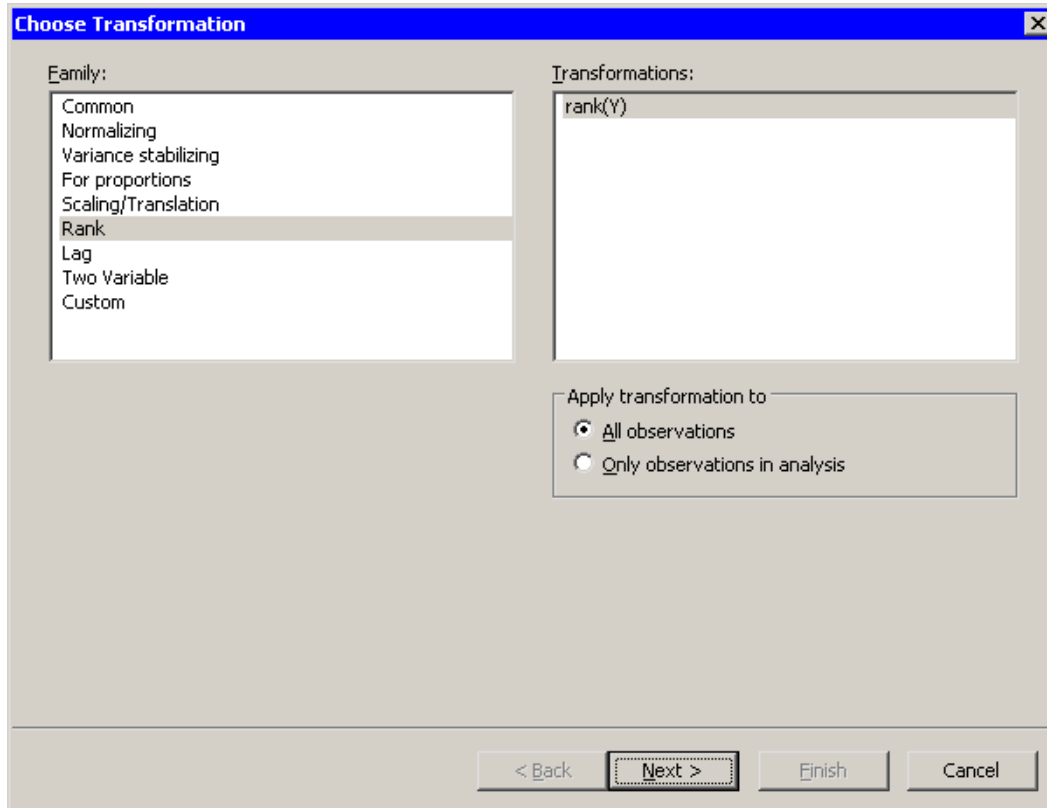 Choose Transformation
Family:
Common
Normalizing
Variance stabilizing
For proportions
Scaling/Translation
Rank
Lag
Two Variable
Custom
Transformations:
rank(Y)
Apply transformation to
All observations
Only observations in analysis
< Back
Next >
Finish
Cancel